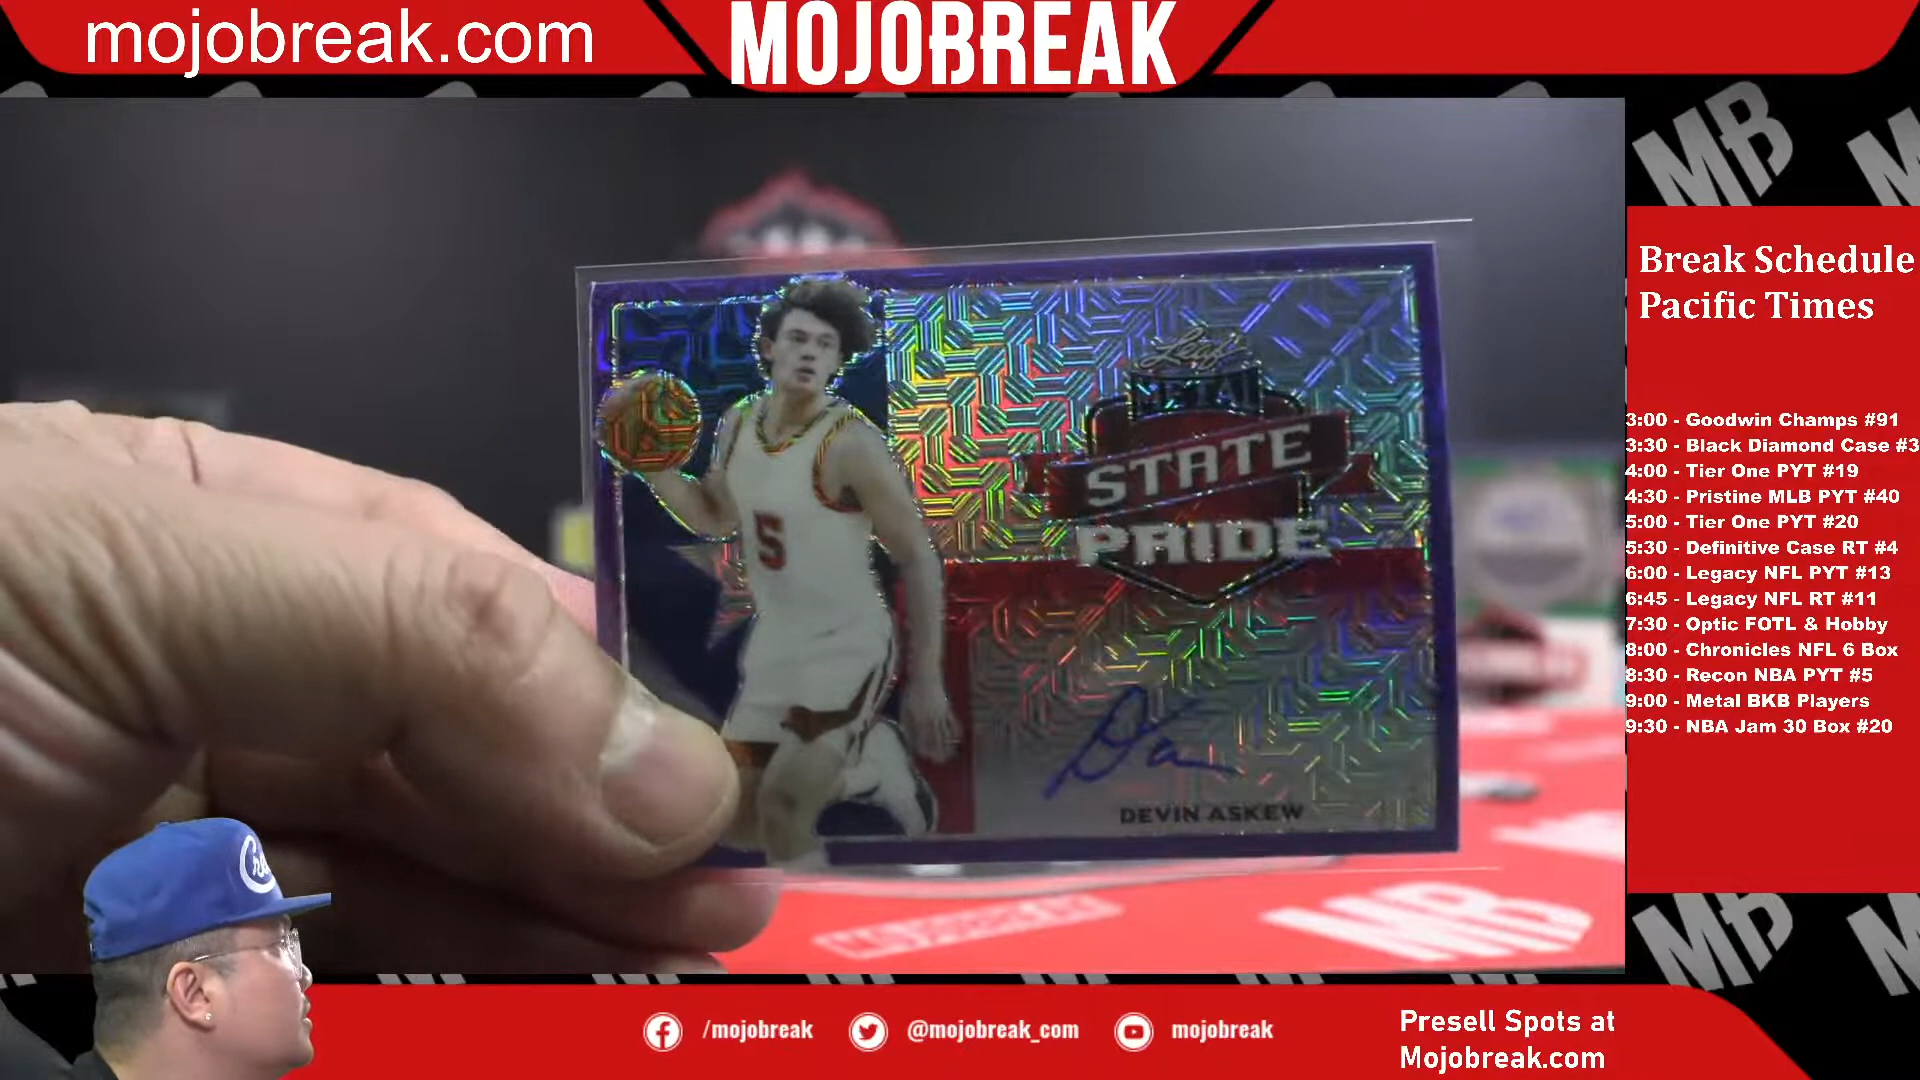 mojobreak.com
MOJOBREAK
MB
Break Schedule
Pacific Times
3:00 - Goodwin Champs #91
3:30 - Black Diamond Case #3
4:00 - Tier One PYT #19
4:30 - Pristine MLB PYT #40
5:00 - Tier One PYT #20
5:30 - Definitive Case RT #4
6:00 - Legacy NFL PYT #13
6:45 - Legacy NFL RT #11
7:30 - Optic FOTL & Hobby
8:00 - Chronicles NFL 6 Box
8:30 - Recon NBA PYT #5
9:00 - Metal BKB Players
9:30 - NBA Jam 30 Box #20
Leaf
METAL
STATE
PRIDE
5
DEVIN ASKEW
MB
MB
/mojobreak
@mojobreak_com
mojobreak
Presell Spots at
Mojobreak.com